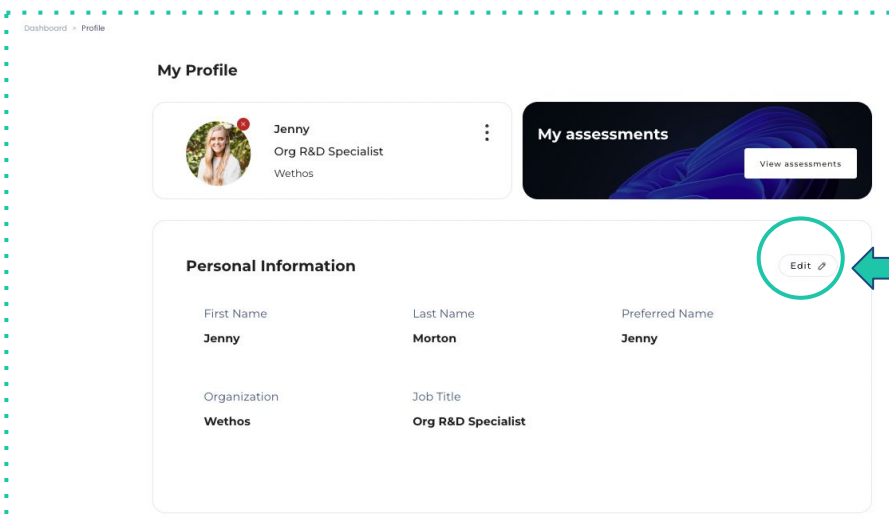 Dashboard > Profile
My Profile
Jenny
Org R&D Specialist
Wethos
My assessments
View assessments
Personal Information
Edit
First Name
Last Name
Preferred Name
Jenny
Morton
Jenny
Organization
Job Title
Wethos
Org R&D Specialist